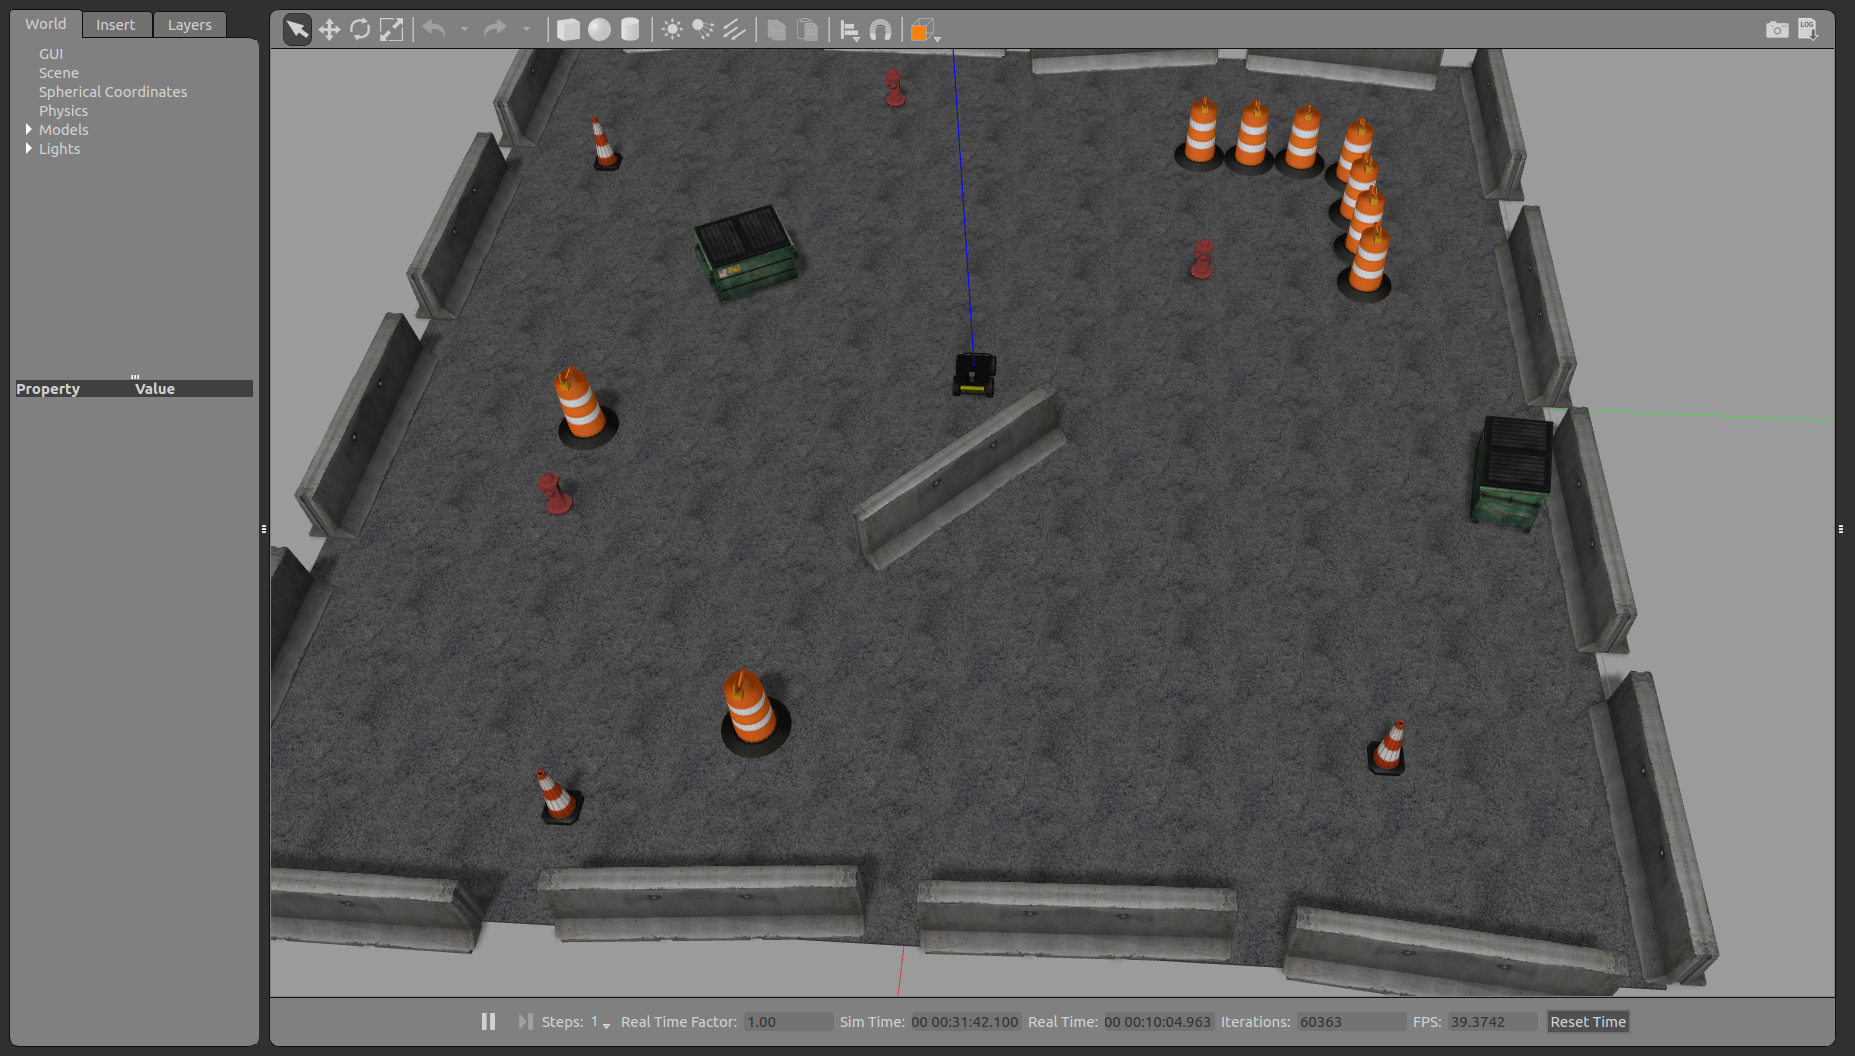 World Insert Layers
GUI
Scene
Spherical Coordinates
Physics
Models
Lights
Property Value
LOG
Steps: 1 Real Time Factor: 1.00 Sim Time: 00 00:31:42.100 Real Time: 00 00:10:04.963 Iterations: 60363 FPS: 39.3742 Reset Time